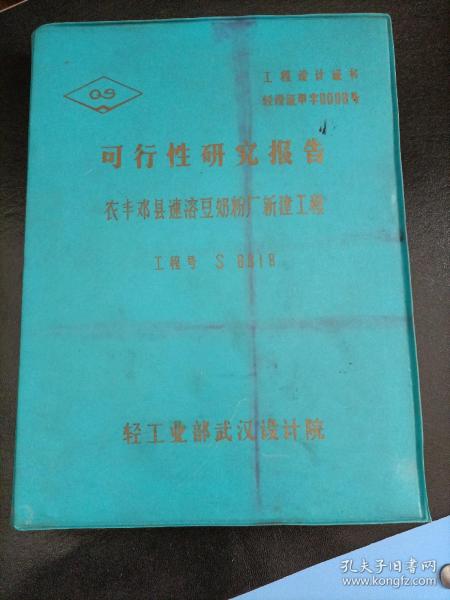 工程设计证书
轻设证甲字0003号
可行性研究报告
农丰邓县速溶豆奶粉厂新建工程
工程号 S 8818
轻工业部武汉设计院
孔夫子旧书网
www.kongfz.com